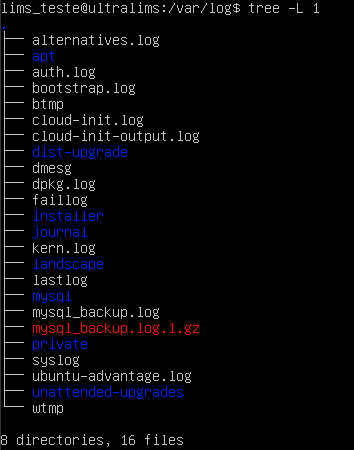 lims_teste@ultralims:/var/log$ tree -L 1
.
├── alternatives.log
├── apt
├── auth.log
├── bootstrap.log
├── btmp
├── cloud-init.log
├── cloud-init-output.log
├── dist-upgrade
├── dmesg
├── dpkg.log
├── faillog
├── installer
├── journal
├── kern.log
├── landscape
├── lastlog
├── mysql
├── mysql_backup.log
├── mysql_backup.log.1.gz
├── private
├── syslog
├── ubuntu-advantage.log
├── unattended-upgrades
└── wtmp
8 directories, 16 files